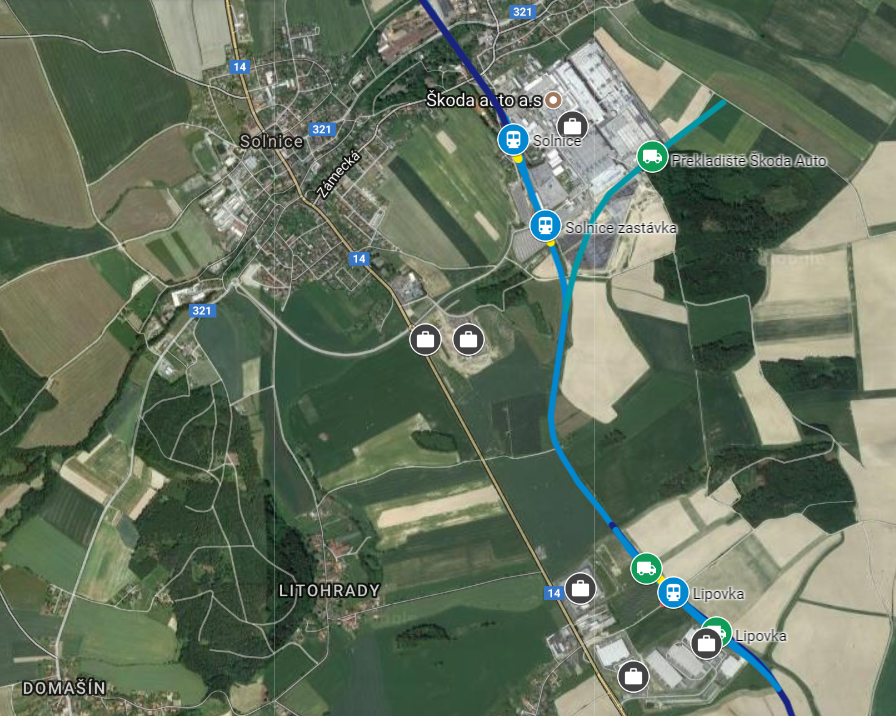 321
14
Škoda auto a.s
321
Solnice
Solnice
Překladiště Škoda Auto
Zámecká
Solnice zastávka
14
321
LITOHRADY
14
Lipovka
Lipovka
DOMAŠÍN